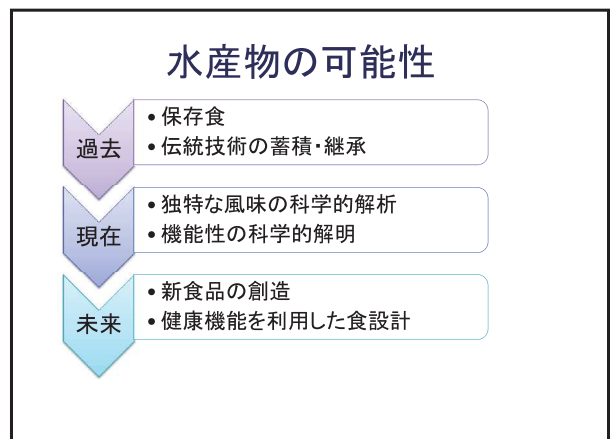 水産物の可能性
過去
• 保存食
• 伝統技術の蓄積・継承
現在
• 独特な風味の科学的解析
• 機能性の科学的解明
未来
• 新食品の創造
• 健康機能を利用した食設計